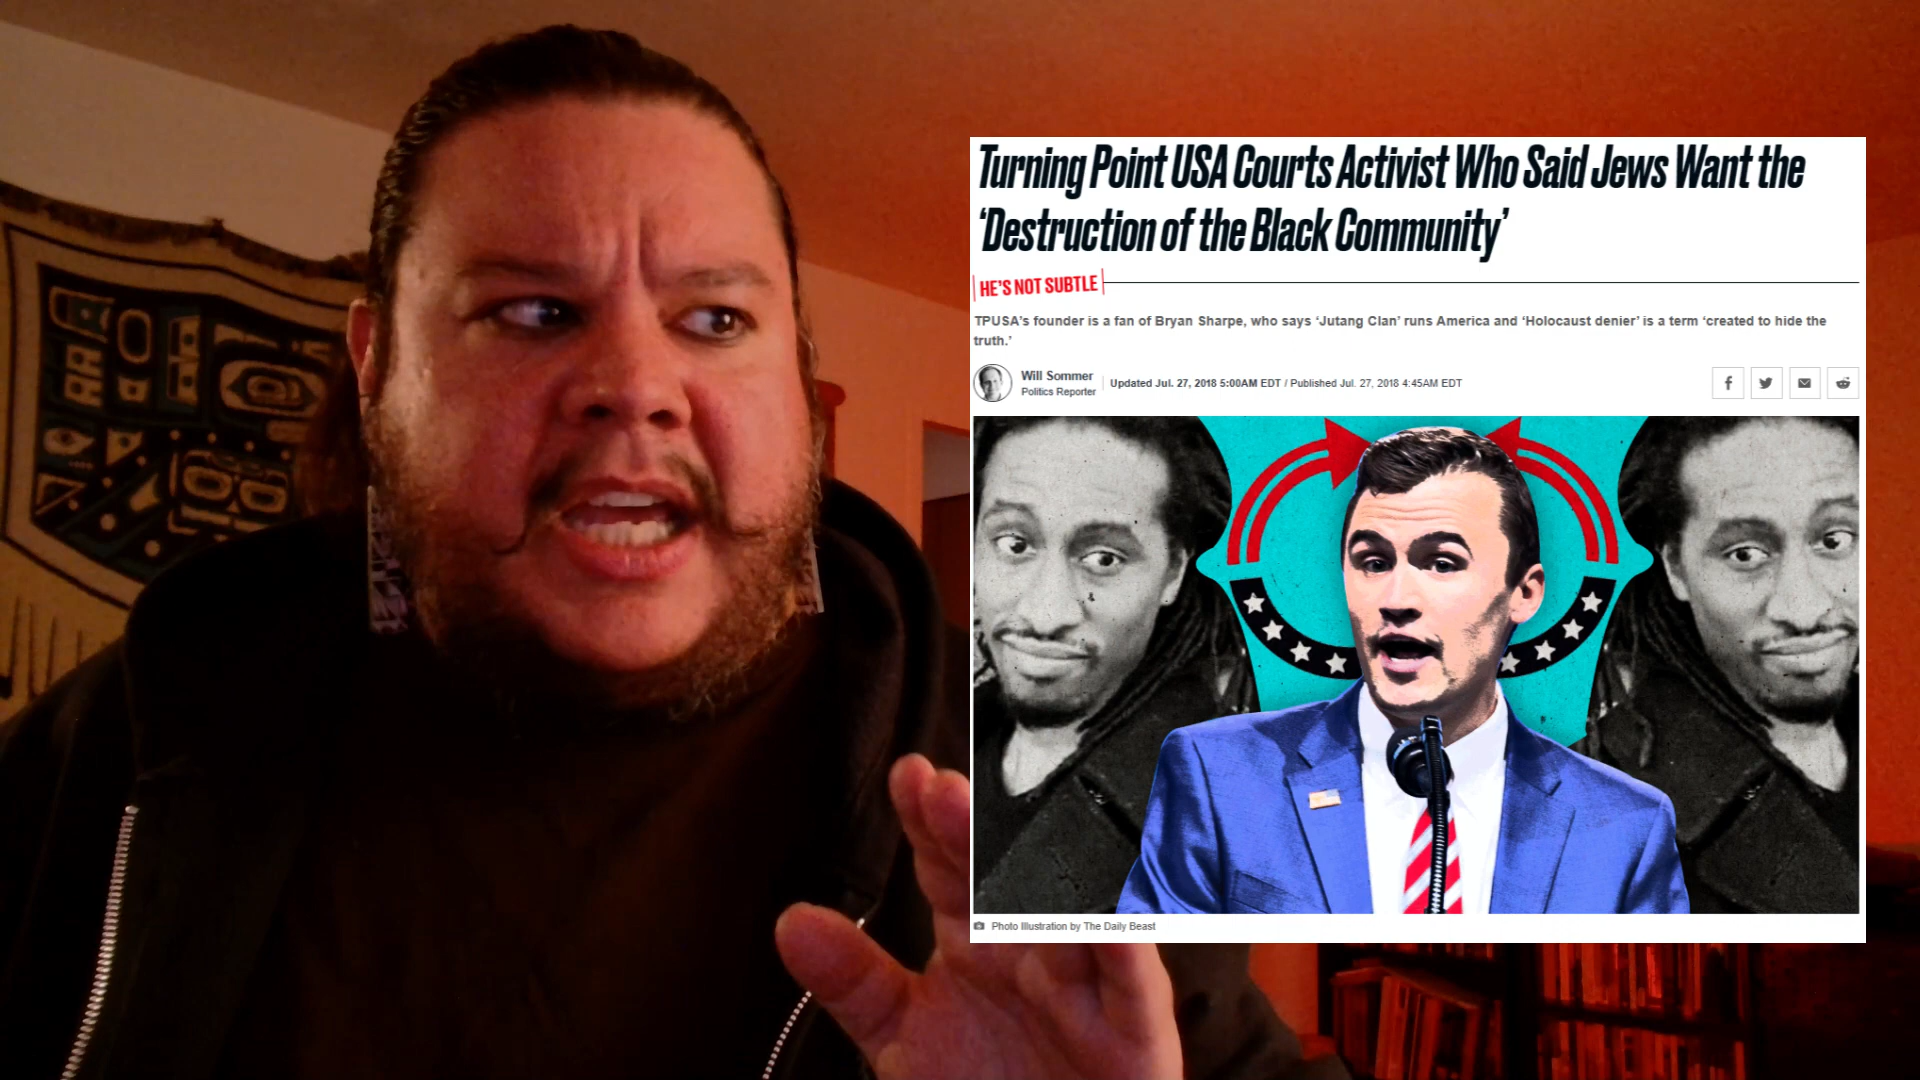 Turning Point USA Courts Activist Who Said Jews Want the
‘Destruction of the Black Community’
HE'S NOT SUBTLE
TPUSA’s founder is a fan of Bryan Sharpe, who says ‘Jutang Clan’ runs America and ‘Holocaust denier’ is a term ‘created to hide the
truth.’
Will Sommer
Politics Reporter
Updated Jul. 27, 2018 5:00AM EDT / Published Jul. 27, 2018 4:45AM EDT
Photo Illustration by The Daily Beast